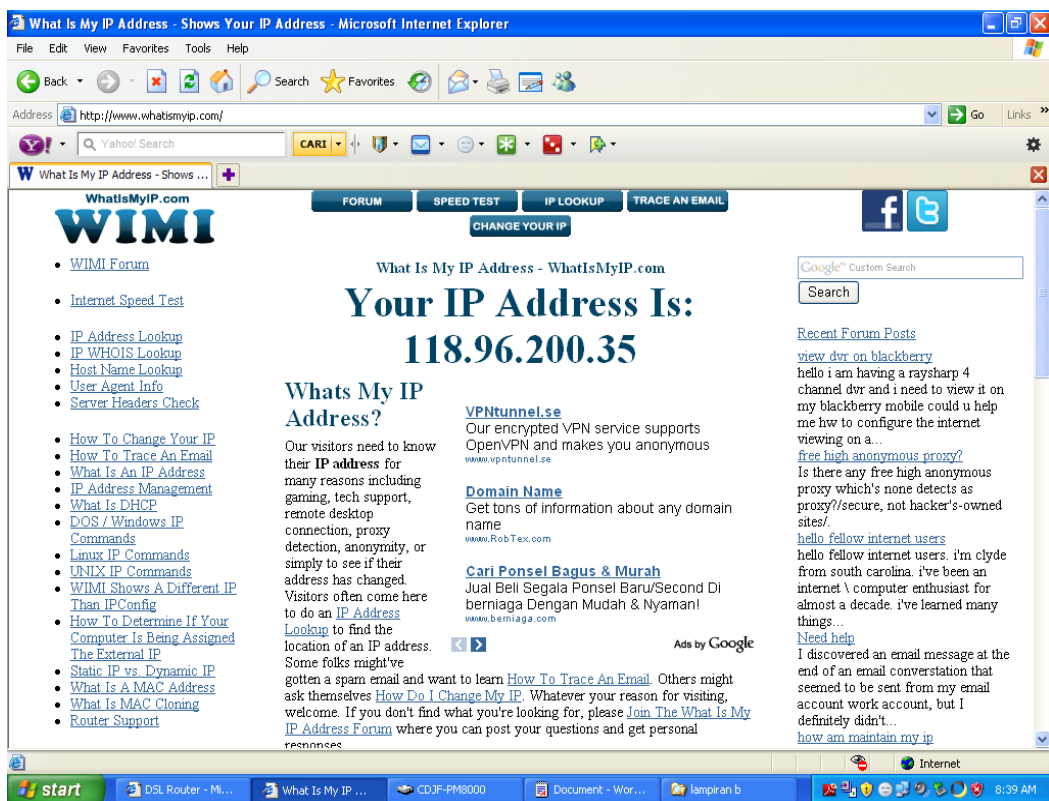 What Is My IP Address - Shows Your IP Address - Microsoft Internet Explorer
File Edit View Favorites Tools Help
Back Search Favorites
Address http://www.whatismyip.com/ Go Links »
Y! Yahoo! Search CARI
W What Is My IP Address - Shows ...
WhatIsMyIP.com
WIMI
WIMI Forum
Internet Speed Test
IP Address Lookup
IP WHOIS Lookup
Host Name Lookup
User Agent Info
Server Headers Check
How To Change Your IP
How To Trace An Email
What Is An IP Address
IP Address Management
What Is DHCP
DOS / Windows IP
Commands
Linux IP Commands
UNIX IP Commands
WIMI Shows A Different IP
Than IPConfig
How To Determine If Your
Computer Is Being Assigned
The External IP
Static IP vs. Dynamic IP
What Is A MAC Address
What Is MAC Cloning
Router Support
FORUM SPEED TEST IP LOOKUP TRACE AN EMAIL
CHANGE YOUR IP
What Is My IP Address - WhatIsMyIP.com
Your IP Address Is:
118.96.200.35
Whats My IP
Address?
Our visitors need to know
their IP address for
many reasons including
gaming, tech support,
remote desktop
connection, proxy
detection, anonymity, or
simply to see if their
address has changed.
Visitors often come here
to do an IP Address
Lookup to find the
location of an IP address.
Some folks might've
gotten a spam email and want to learn How To Trace An Email. Others might
ask themselves How Do I Change My IP. Whatever your reason for visiting,
welcome. If you don't find what you're looking for, please Join The What Is My
IP Address Forum where you can post your questions and get personal
responses
VPNtunnel.se
Our encrypted VPN service supports
OpenVPN and makes you anonymous
www.vpntunnel.se
Domain Name
Get tons of information about any domain
name
www.RobTex.com
Cari Ponsel Bagus & Murah
Jual Beli Segala Ponsel Baru/Second Di
berniaga Dengan Mudah & Nyaman!
www.berniaga.com
Ads by Google
f
Google™ Custom Search
Search
Recent Forum Posts
view dvr on blackberry
hello i am having a raysharp 4
channel dvr and i need to view it on
my blackberry mobile could u help
me hw to configure the internet
viewing on a...
free high anonymous proxy?
Is there any free high anonymous
proxy which's none detects as
proxy?/secure, not hacker's-owned
sites/.
hello fellow internet users
hello fellow internet users. i'm clyde
from south carolina. i've been an
internet \ computer enthusiast for
almost a decade. i've learned many
things...
Need help
I discovered an email message at the
end of an email converstation that
seemed to be sent from my email
account work account, but I
definitely didn't...
how am maintain my ip
Internet
start DSL Router - Mi... What Is My IP ... CDJF-PM8000 Document - Wor... lampiran b 8:39 AM